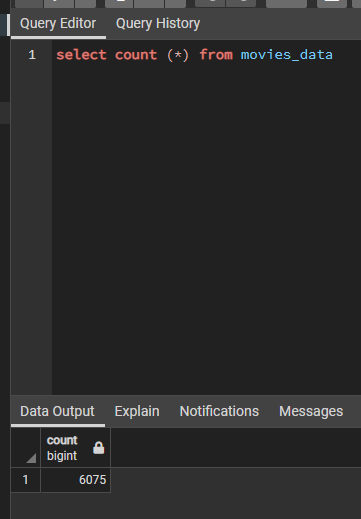 Query Editor Query History
1 select count (*) from movies_data
Data Output Explain Notifications Messages
count
bigint
1 6075